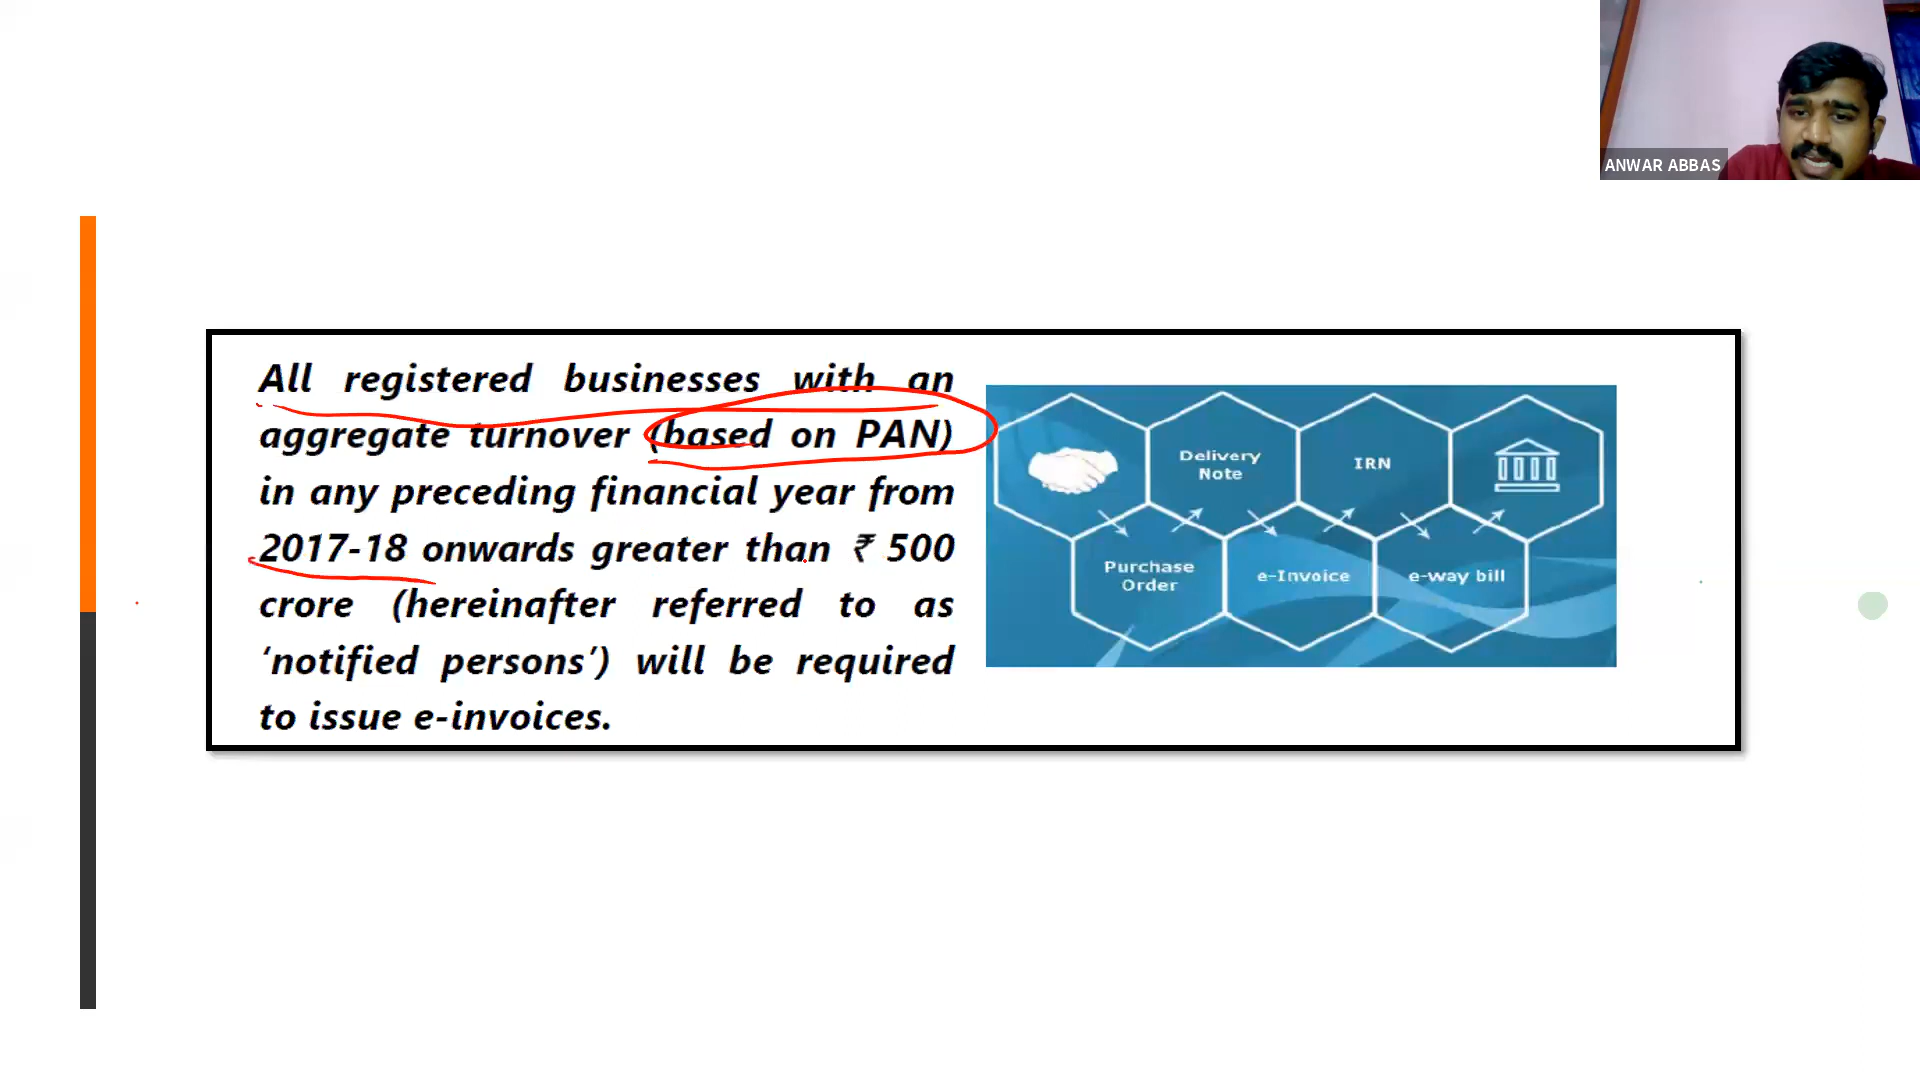 ANWAR ABBAS
All registered businesses with an
aggregate turnover (based on PAN)
in any preceding financial year from
2017-18 onwards greater than ₹ 500
crore (hereinafter referred to as
‘notified persons’) will be required
to issue e-invoices.
Delivery
Note
IRN
Purchase
Order
e-Invoice
e-way bill